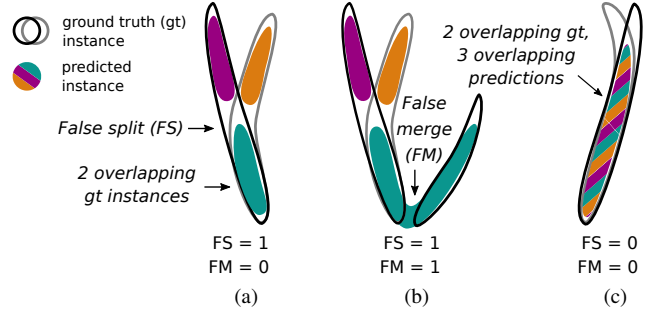 ground truth (gt)
instance
predicted
instance
False split (FS)
2 overlapping
gt instances
FS = 1
FM = 0
(a)
False
merge
(FM)
FS = 1
FM = 1
(b)
2 overlapping gt,
3 overlapping
predictions
FS = 0
FM = 0
(c)